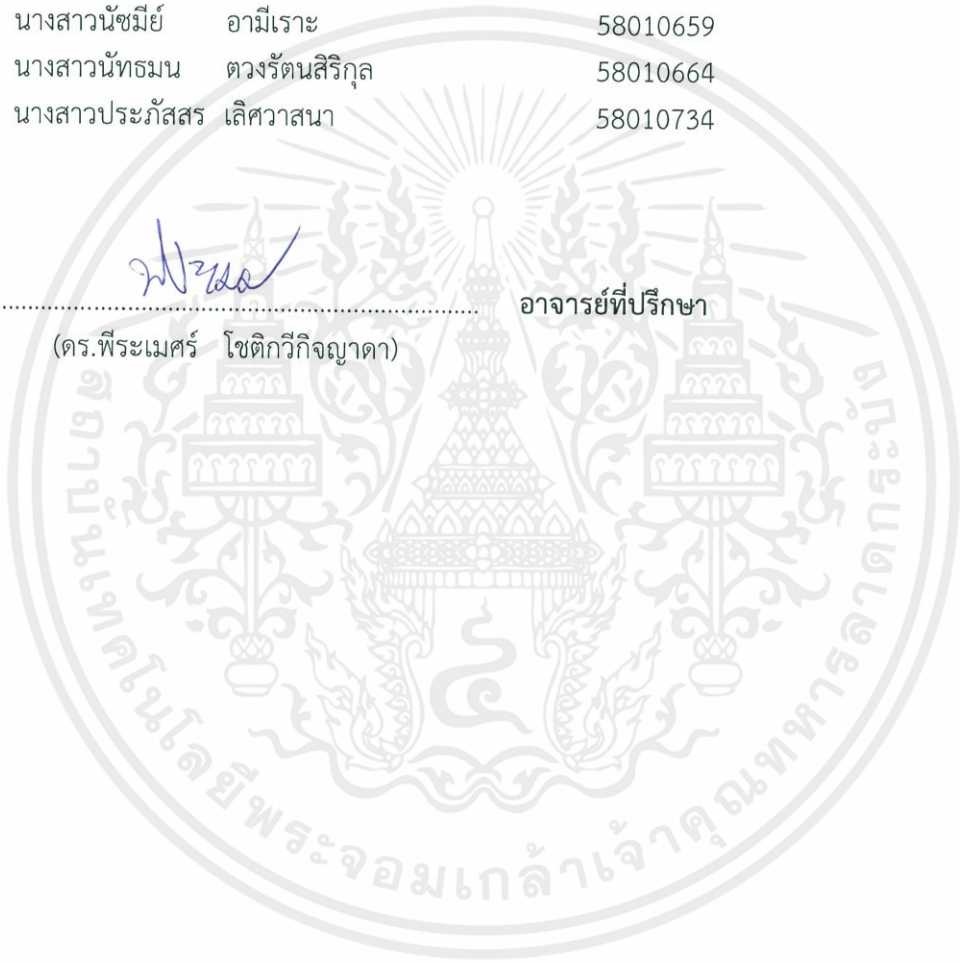 นางสาวนัซมีย์ อามีเราะ 58010659
นางสาวนัทธมน ตวงรัตนสิริกุล 58010664
นางสาวประภัสสร เลิศวาสนา 58010734
อาจารย์ที่ปรึกษา
(ดร.พีระเมศร์ โชติกวีกิจญาดา)
สถาบันเทคโนโลยีพระจอมเกล้าเจ้าคุณทหารลาดกระบัง